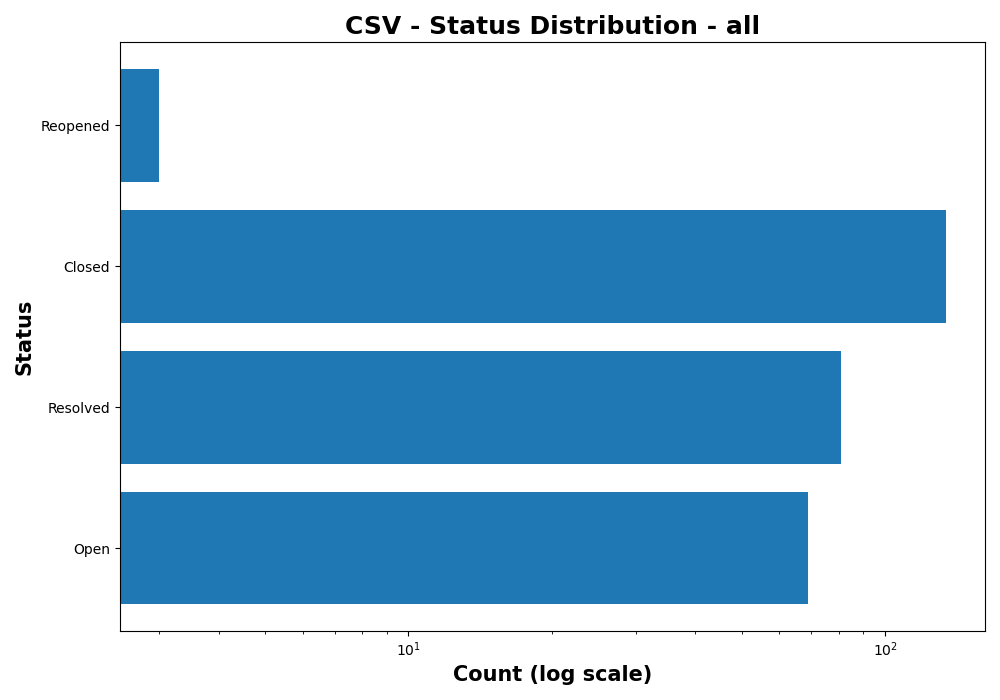 CSV - Status Distribution - all
Reopened
Closed
Resolved
Open
Status
10¹
10²
Count (log scale)